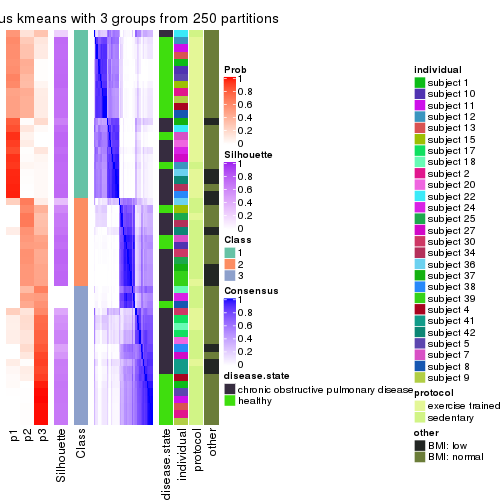 us kmeans with 3 groups from 250 partitions
Prob
1
0.8
0.6
0.4
0.2
0
Silhouette
1
0.8
0.6
0.4
0.2
0
Class
1
2
3
Consensus
1
0.8
0.6
0.4
0.2
0
disease.state
chronic obstructive pulmonary disease
healthy
individual
subject 1
subject 10
subject 11
subject 12
subject 13
subject 15
subject 17
subject 18
subject 2
subject 20
subject 22
subject 24
subject 25
subject 27
subject 30
subject 34
subject 36
subject 37
subject 38
subject 39
subject 4
subject 41
subject 42
subject 5
subject 7
subject 8
subject 9
protocol
exercise trained
sedentary
other
BMI: low
BMI: normal
p1
p2
p3
Silhouette
Class
disease.state
individual
protocol
other